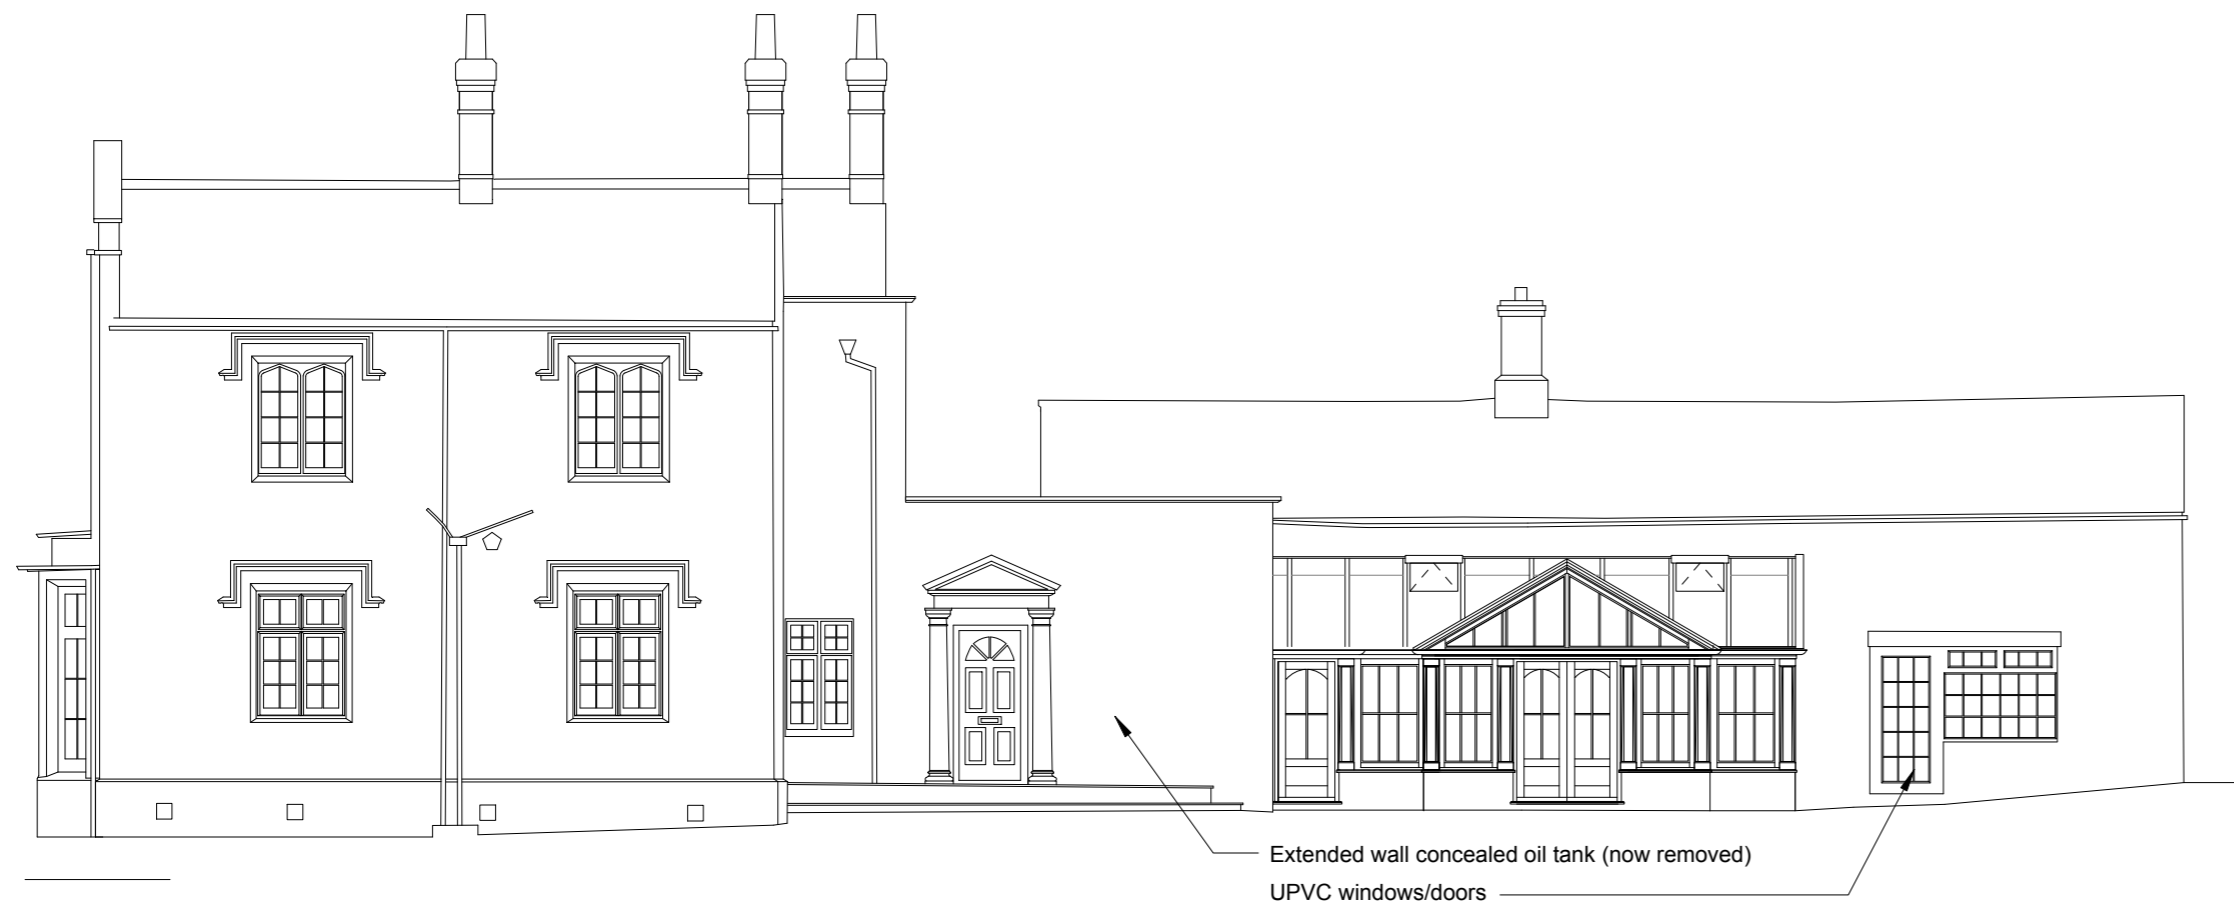 Extended wall concealed oil tank (now removed)
UPVC windows/doors